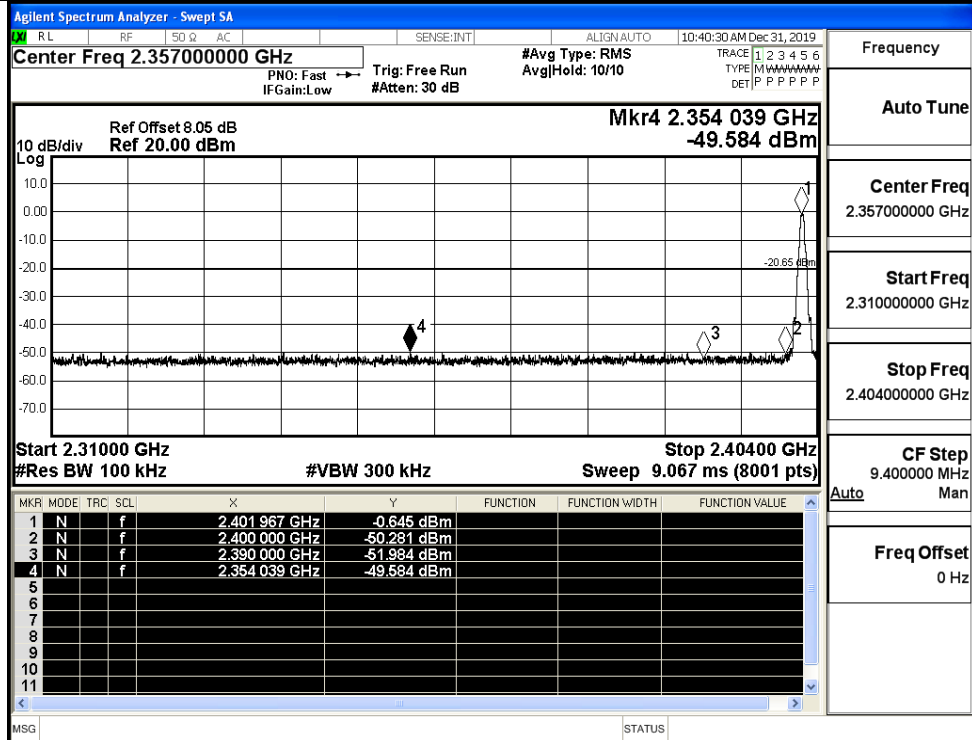 Agilent Spectrum Analyzer - Swept SA
LXI RL RF 50 Ω AC SENSE:INT ALIGNAUTO 10:40:30 AM Dec 31, 2019
Center Freq 2.357000000 GHz #Avg Type: RMS TRACE 1 2 3 4 5 6
PNO: Fast Trig: Free Run Avg|Hold: 10/10 TYPE M WWWWW
IFGain:Low #Atten: 30 dB DET P P P P P P
Mkr4 2.354 039 GHz
-49.584 dBm
Ref Offset 8.05 dB
10 dB/div Ref 20.00 dBm
Log
10.0
0.00
-10.0
-20.0
-30.0
-40.0
-50.0
-60.0
-70.0
1
-20.65 dBm
4
3
2
Start 2.31000 GHz Stop 2.40400 GHz
#Res BW 100 kHz #VBW 300 kHz Sweep 9.067 ms (8001 pts)
MKR MODE TRC SCL X Y FUNCTION FUNCTION WIDTH FUNCTION VALUE
1 N f 2.401 967 GHz -0.645 dBm
2 N f 2.400 000 GHz -50.281 dBm
3 N f 2.390 000 GHz -51.984 dBm
4 N f 2.354 039 GHz -49.584 dBm
5
6
7
8
9
10
11
MSG STATUS
Frequency
Auto Tune
Center Freq
2.357000000 GHz
Start Freq
2.310000000 GHz
Stop Freq
2.404000000 GHz
CF Step
9.400000 MHz
Auto Man
Freq Offset
0 Hz